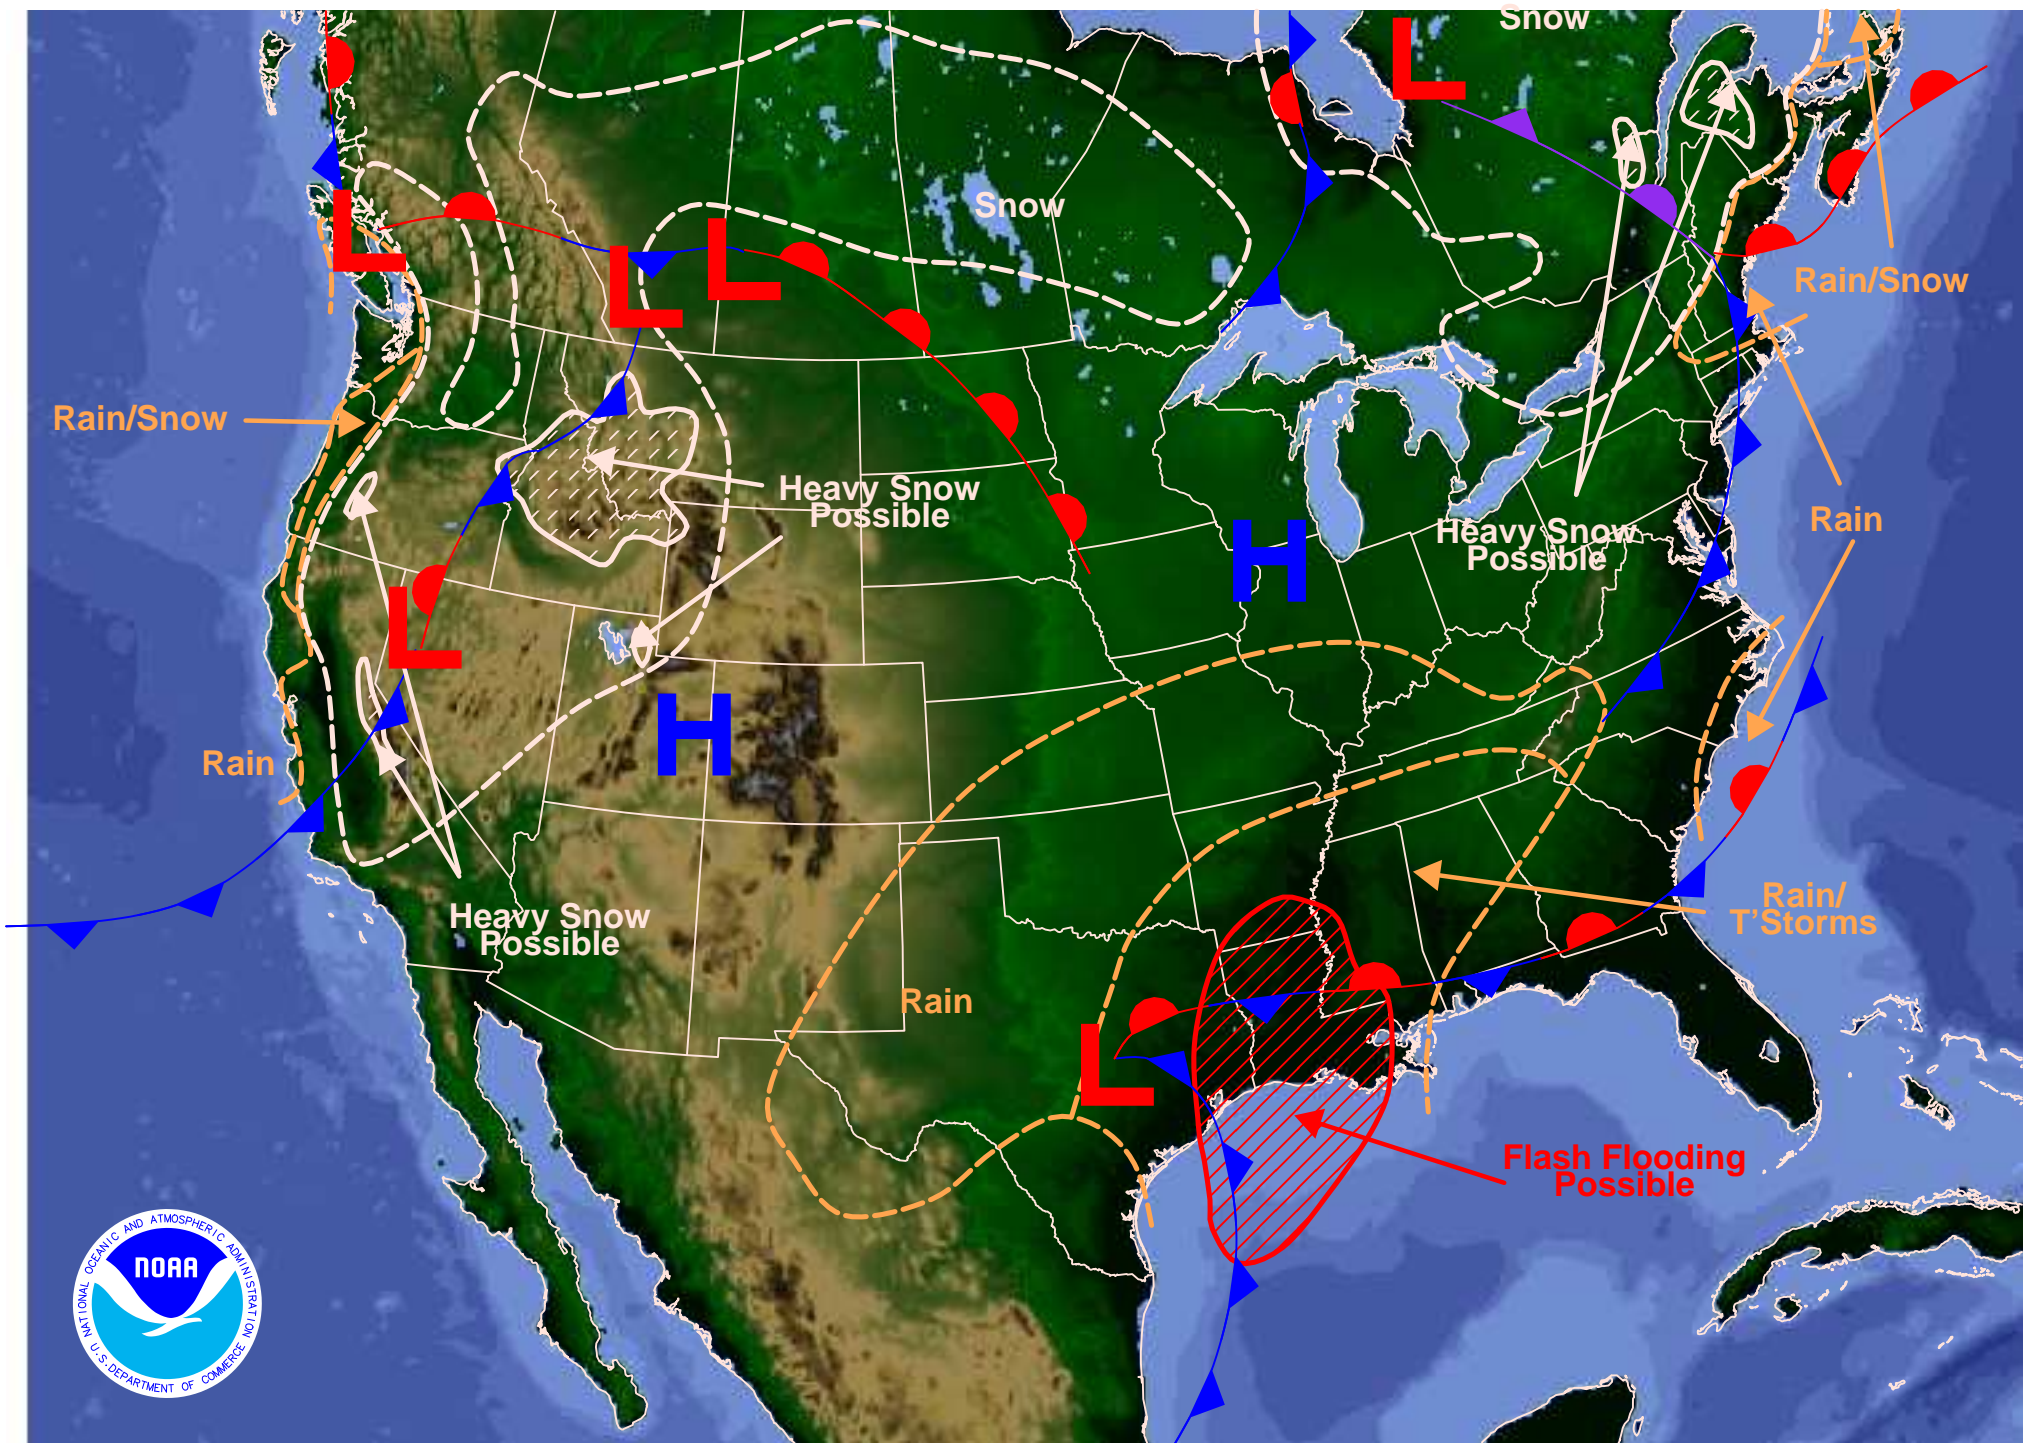 Snow
L
L
Snow
L
L
Rain/Snow
Rain/Snow
Heavy Snow
Possible
H
Heavy Snow
Possible
Rain
L
H
Rain
Heavy Snow
Possible
Rain/
T'Storms
Rain
L
Flash Flooding
Possible
NATIONAL OCEANIC AND ATMOSPHERIC ADMINISTRATION
NOAA
U.S. DEPARTMENT OF COMMERCE